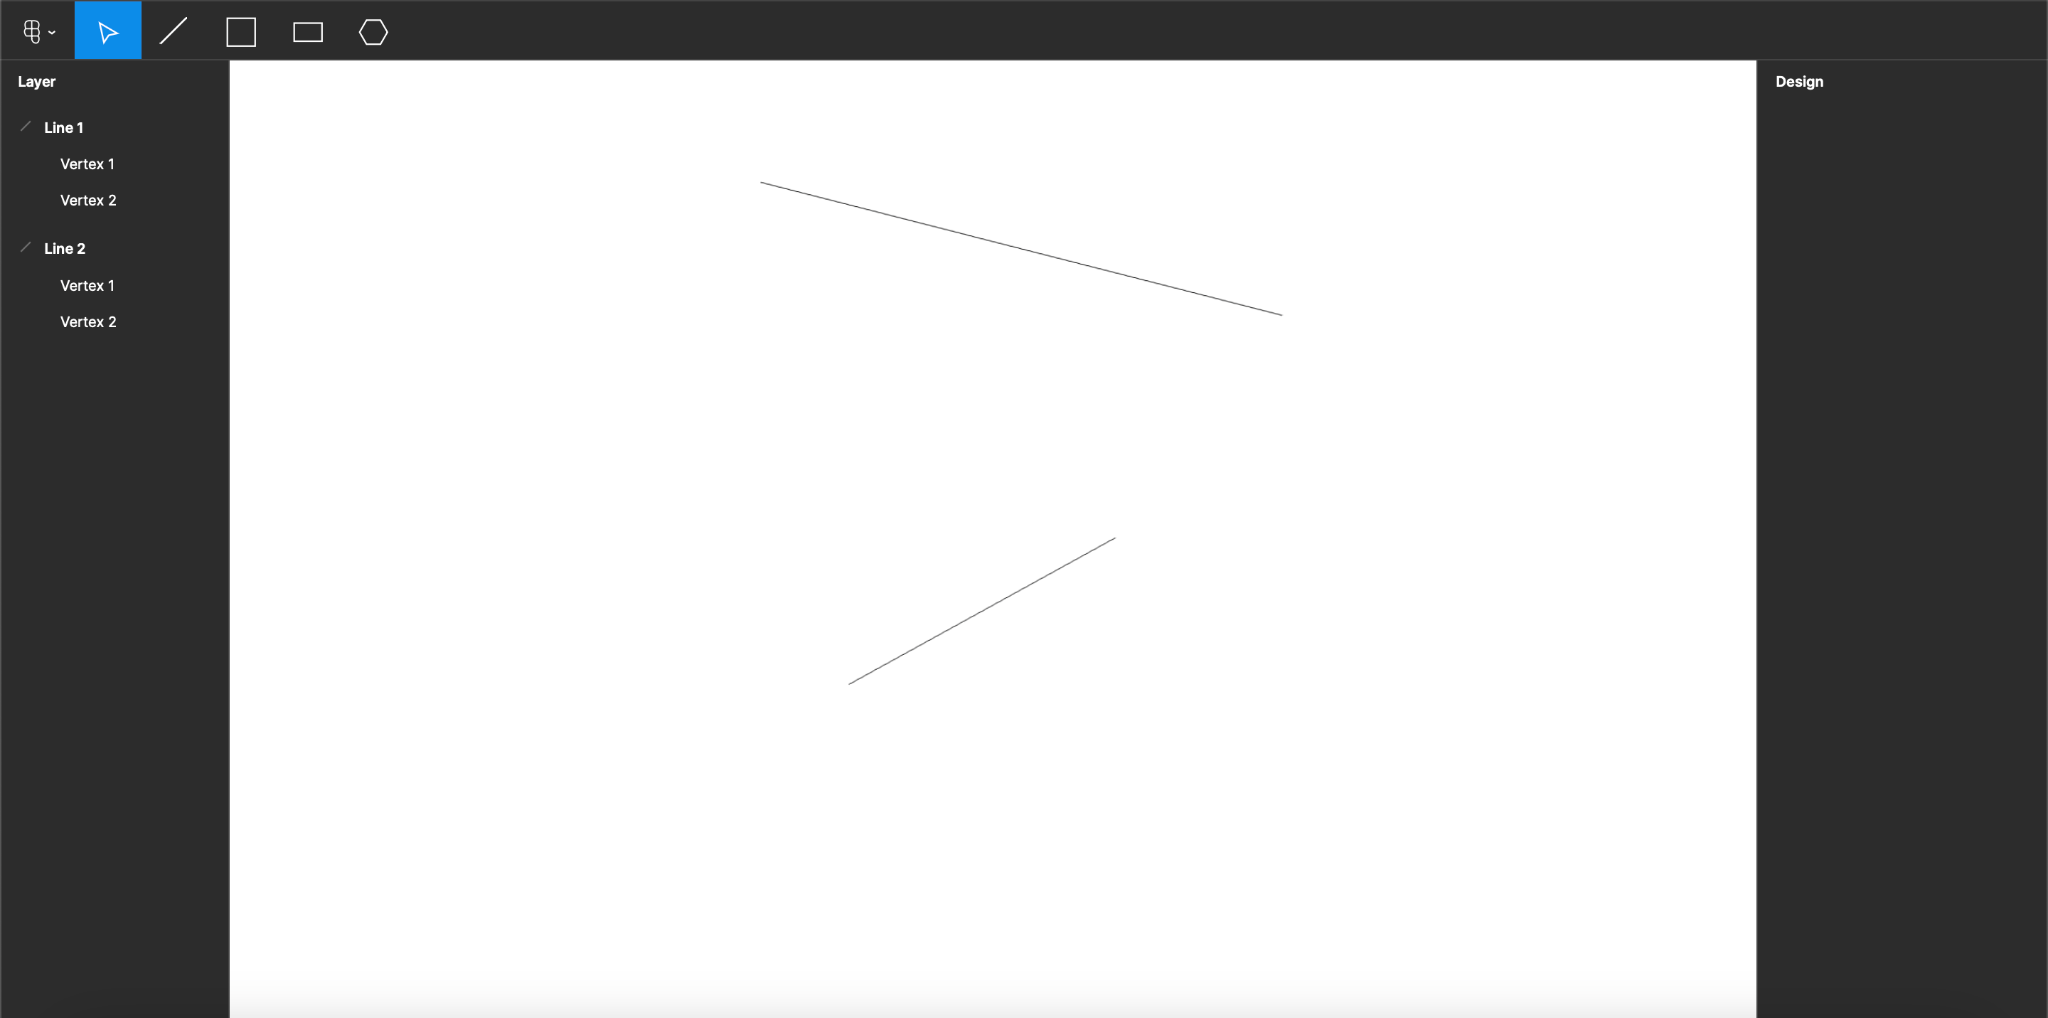 Layer
Design
Line 1
Vertex 1
Vertex 2
Line 2
Vertex 1
Vertex 2